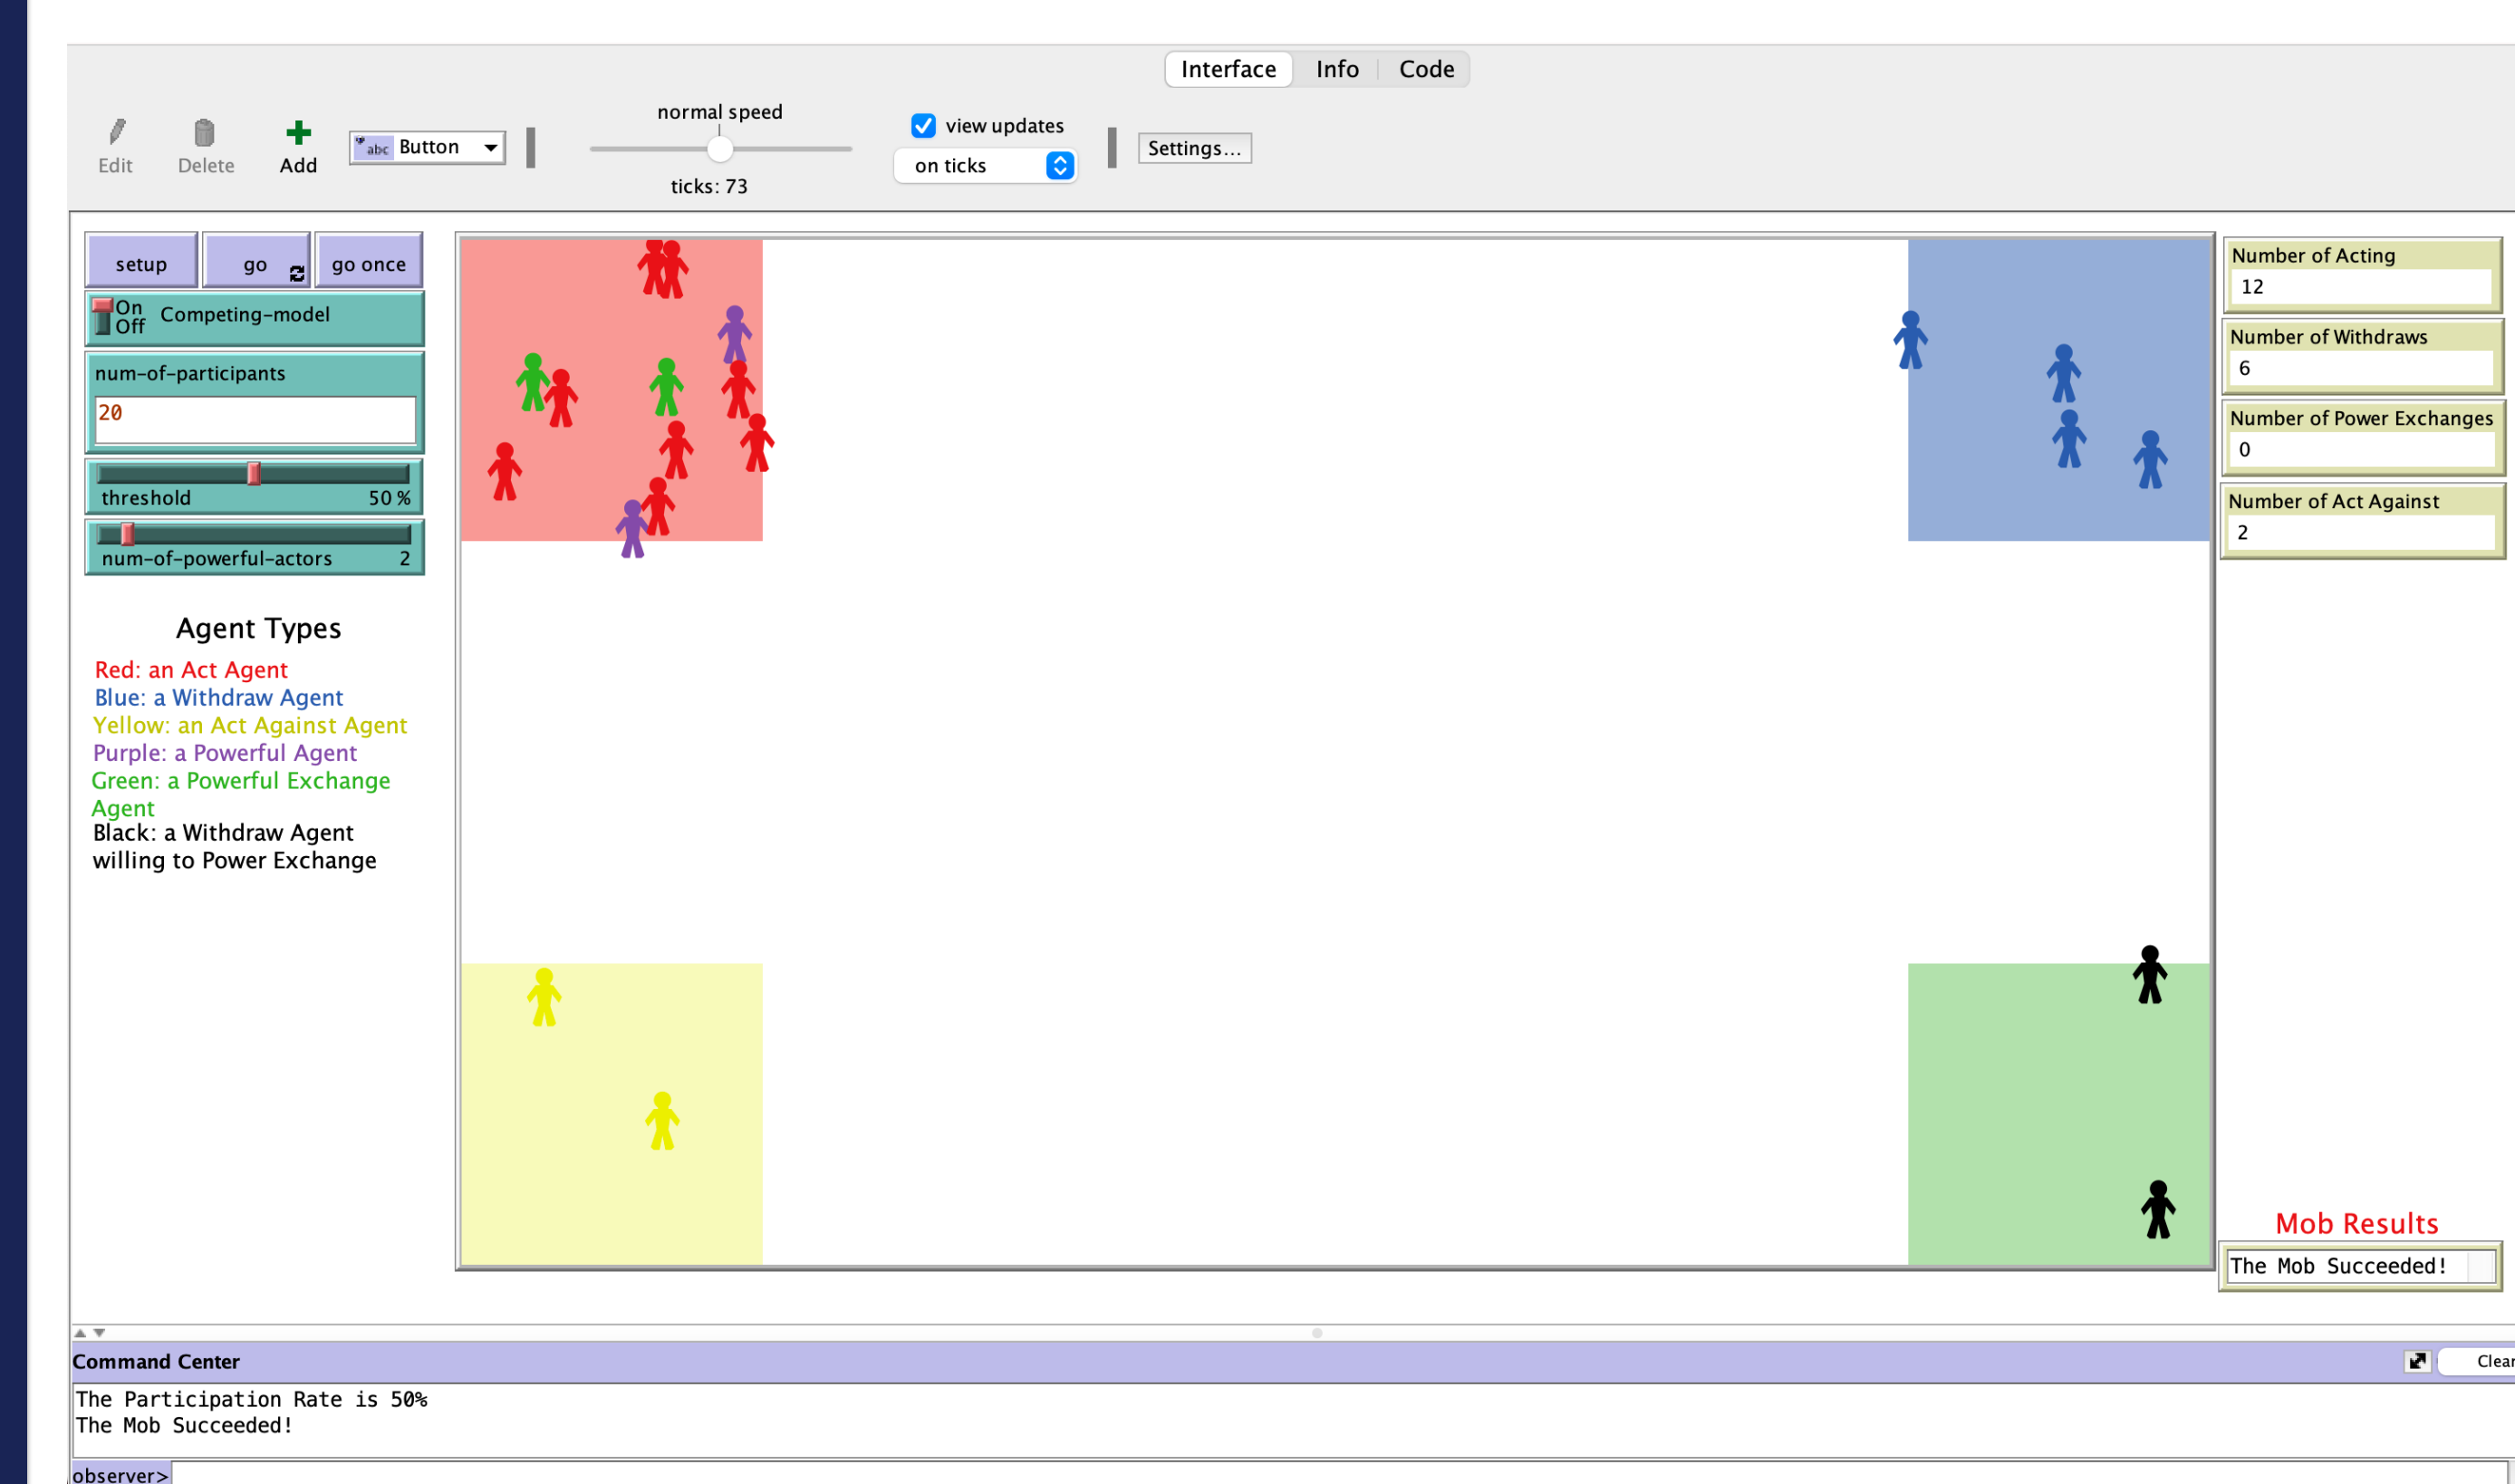 Interface Info Code
normal speed
view updates
Edit Delete Add abc Button on ticks Settings...
ticks: 73
setup go go once
On
Off Competing-model
num-of-participants
20
threshold 50 %
num-of-powerful-actors 2
Agent Types
Red: an Act Agent
Blue: a Withdraw Agent
Yellow: an Act Against Agent
Purple: a Powerful Agent
Green: a Powerful Exchange
Agent
Black: a Withdraw Agent
willing to Power Exchange
Number of Acting
12
Number of Withdraws
6
Number of Power Exchanges
0
Number of Act Against
2
Mob Results
The Mob Succeeded!
Command Center Clear
The Participation Rate is 50%
The Mob Succeeded!
observer>